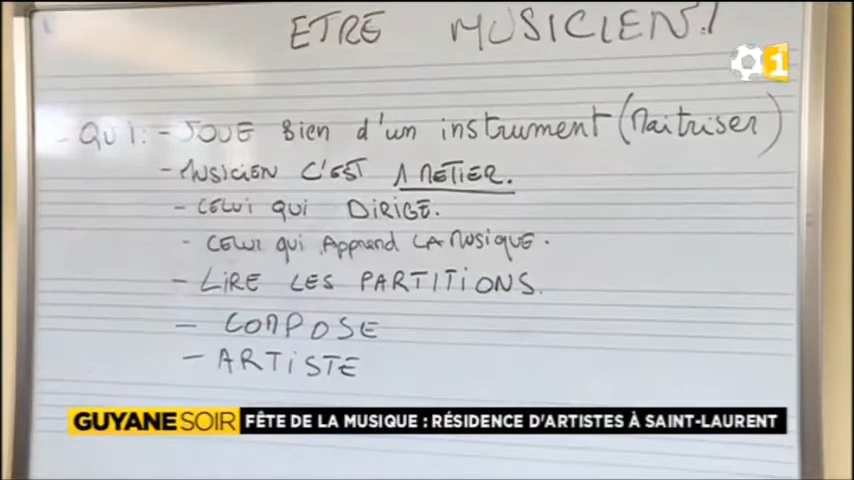 ETRE MUSICIEN!
1
- QUI: - JOUE Bien d'un instrument (Maitriser)
- MUSiCiEN C'EST 1 METIER.
- CELUi QUi DiRiGE.
- CELUi qui Apprend LA MUSiQUE.
- LiRE LES PARTITiONS.
- COMPOSE
- ARTiSTE
GUYANE SOIR FÊTE DE LA MUSIQUE : RÉSIDENCE D'ARTISTES À SAINT-LAURENT